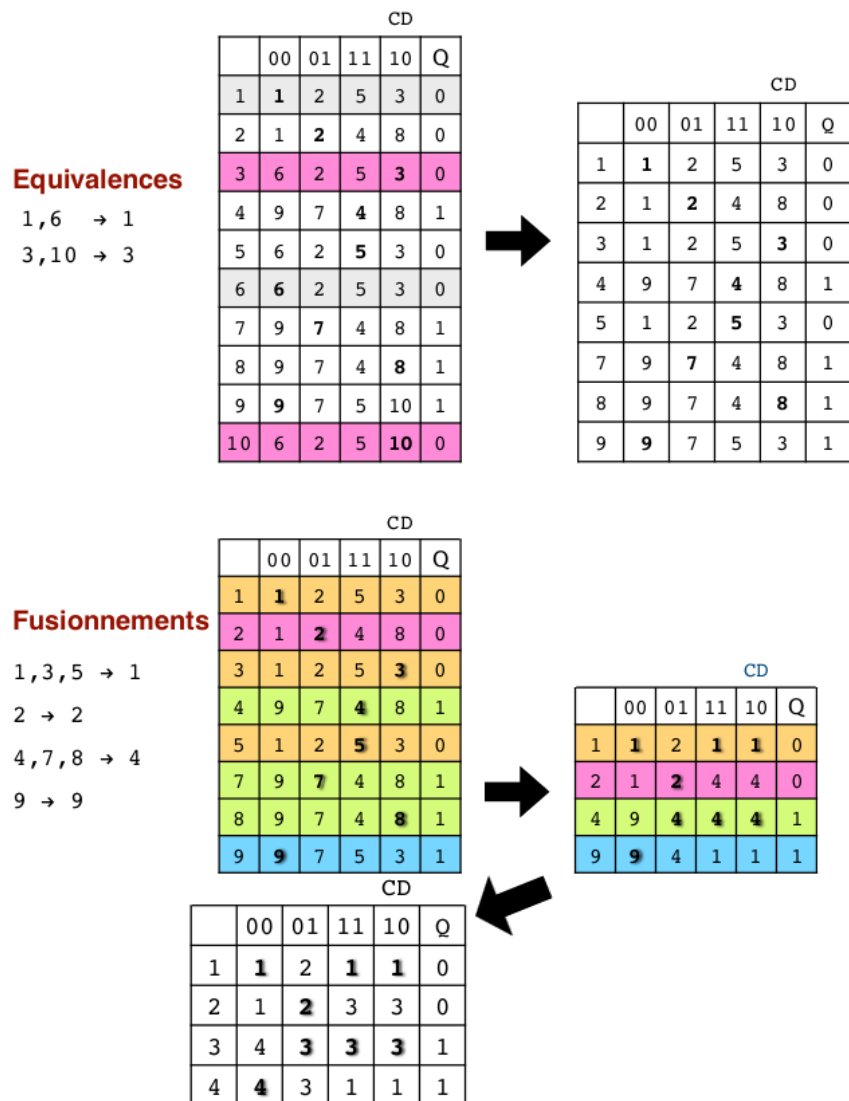 CD
00 01 11 10 Q
1 1 2 5 3 0
2 1 2 4 8 0
3 6 2 5 3 0
4 9 7 4 8 1
5 6 2 5 3 0
6 6 2 5 3 0
7 9 7 4 8 1
8 9 7 4 8 1
9 9 7 5 10 1
10 6 2 5 10 0
Equivalences
1,6 → 1
3,10 → 3
CD
00 01 11 10 Q
1 1 2 5 3 0
2 1 2 4 8 0
3 1 2 5 3 0
4 9 7 4 8 1
5 1 2 5 3 0
7 9 7 4 8 1
8 9 7 4 8 1
9 9 7 5 3 1
Fusionnements
1,3,5 → 1
2 → 2
4,7,8 → 4
9 → 9
CD
00 01 11 10 Q
1 1 2 5 3 0
2 1 2 4 8 0
3 1 2 5 3 0
4 9 7 4 8 1
5 1 2 5 3 0
7 9 7 4 8 1
8 9 7 4 8 1
9 9 7 5 3 1
CD
00 01 11 10 Q
1 1 2 1 1 0
2 1 2 4 4 0
4 9 4 4 4 1
9 9 4 1 1 1
CD
00 01 11 10 Q
1 1 2 1 1 0
2 1 2 3 3 0
3 4 3 3 3 1
4 4 3 1 1 1